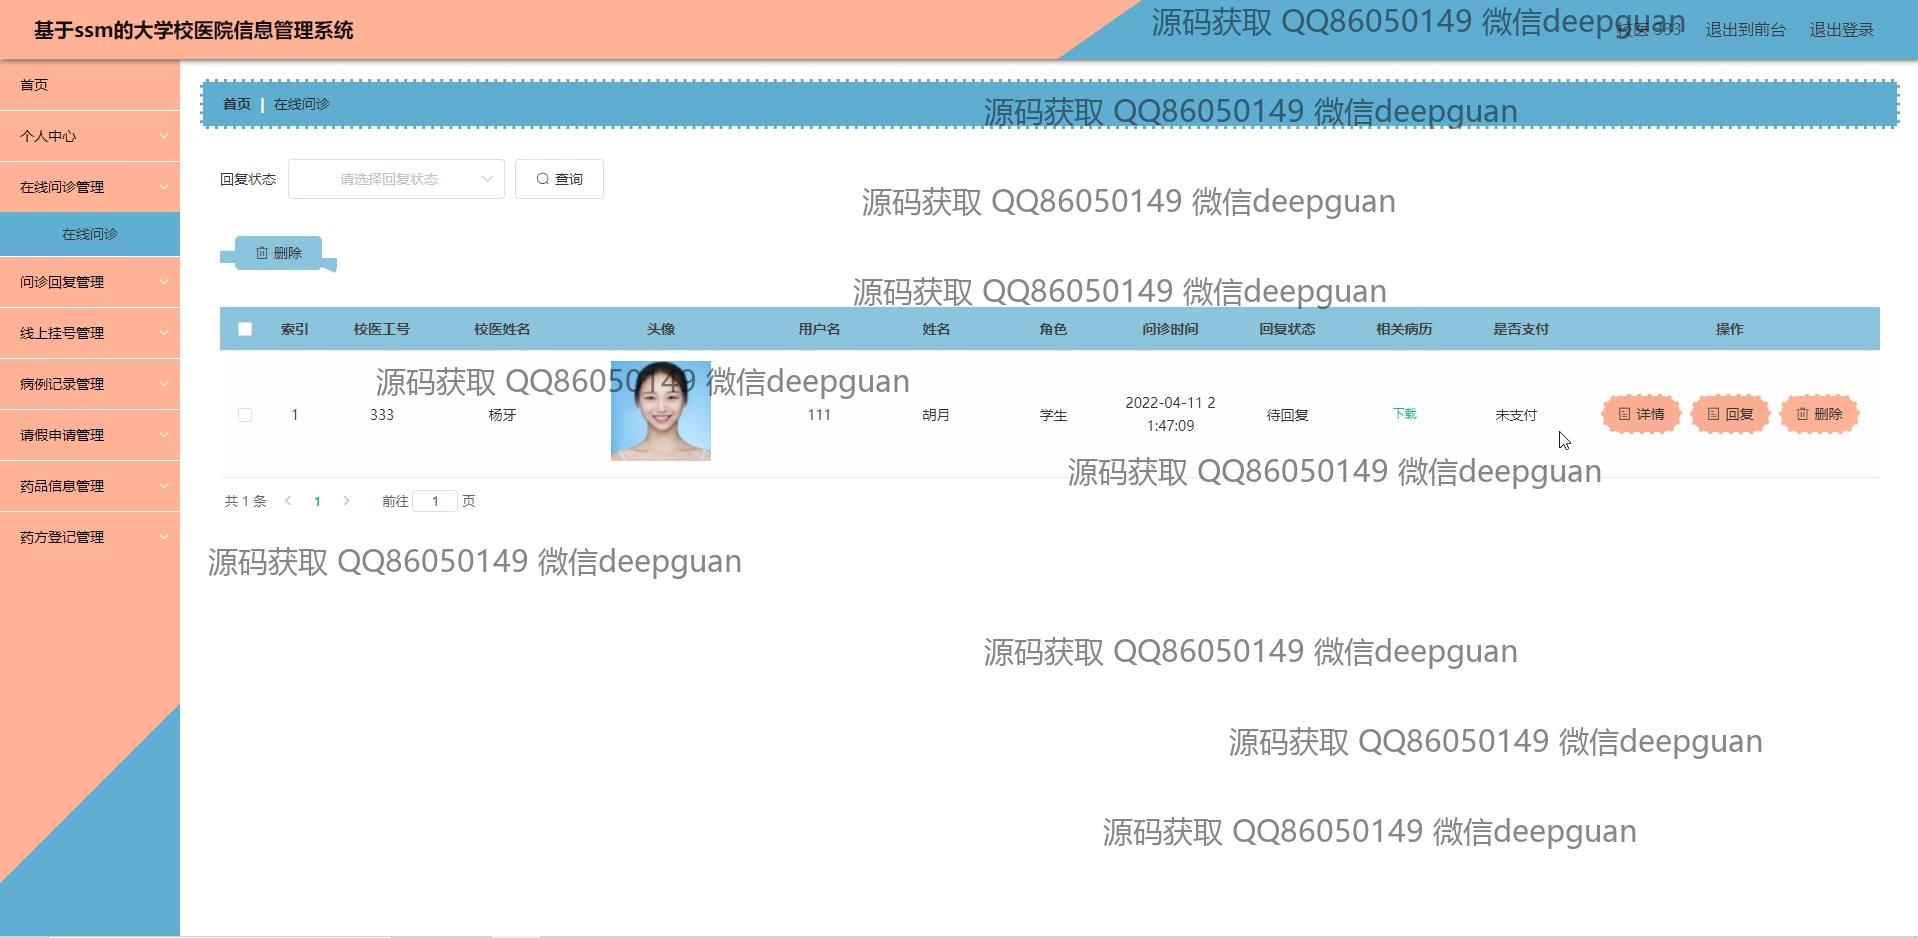 源码获取 QQ86050149 微信deepguan
基于ssm的大学校医院信息管理系统
校医 333 退出到前台 退出登录
首页
个人中心
在线问诊管理
在线问诊
问诊回复管理
线上挂号管理
病例记录管理
请假申请管理
药品信息管理
药方登记管理
首页 | 在线问诊
源码获取 QQ86050149 微信deepguan
回复状态 请选择回复状态 查询
源码获取 QQ86050149 微信deepguan
删除
源码获取 QQ86050149 微信deepguan
索引 校医工号 校医姓名 头像 用户名 姓名 角色 问诊时间 回复状态 相关病历 是否支付 操作
源码获取 QQ86050149 微信deepguan
1 333 杨牙 111 胡月 学生 2022-04-11 2 待回复 下载 未支付 详情 回复 删除
1:47:09
源码获取 QQ86050149 微信deepguan
共 1 条 1 前往 1 页
源码获取 QQ86050149 微信deepguan
源码获取 QQ86050149 微信deepguan
源码获取 QQ86050149 微信deepguan
源码获取 QQ86050149 微信deepguan